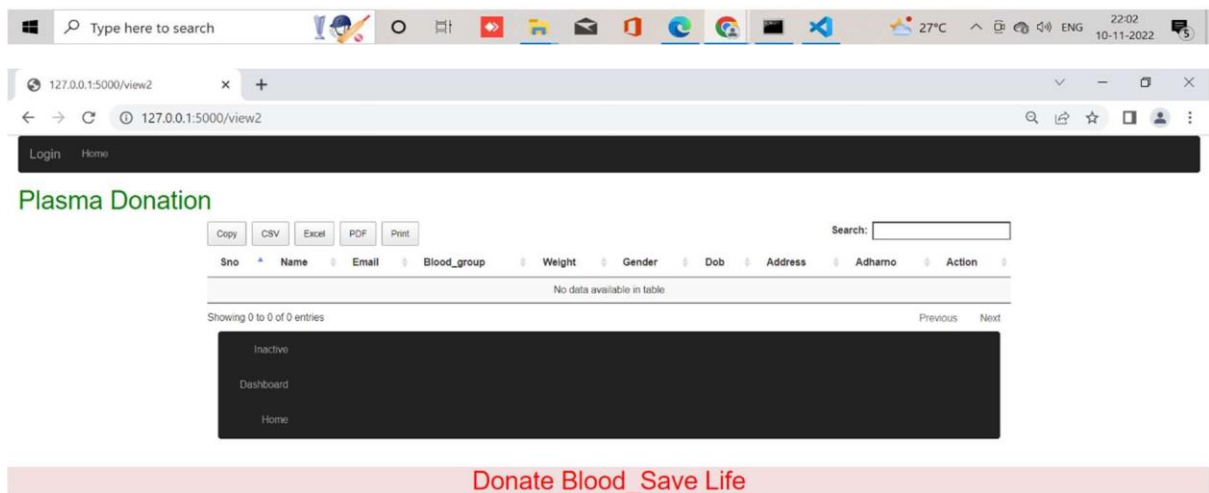 Type here to search
27°C ENG 22:02
10-11-2022
5
127.0.0.1:5000/view2
127.0.0.1:5000/view2
Login Home
Plasma Donation
Copy CSV Excel PDF Print Search:
Sno Name Email Blood_group Weight Gender Dob Address Adharno Action
No data available in table
Showing 0 to 0 of 0 entries Previous Next
Inactive
Dashboard
Home
Donate Blood_Save Life